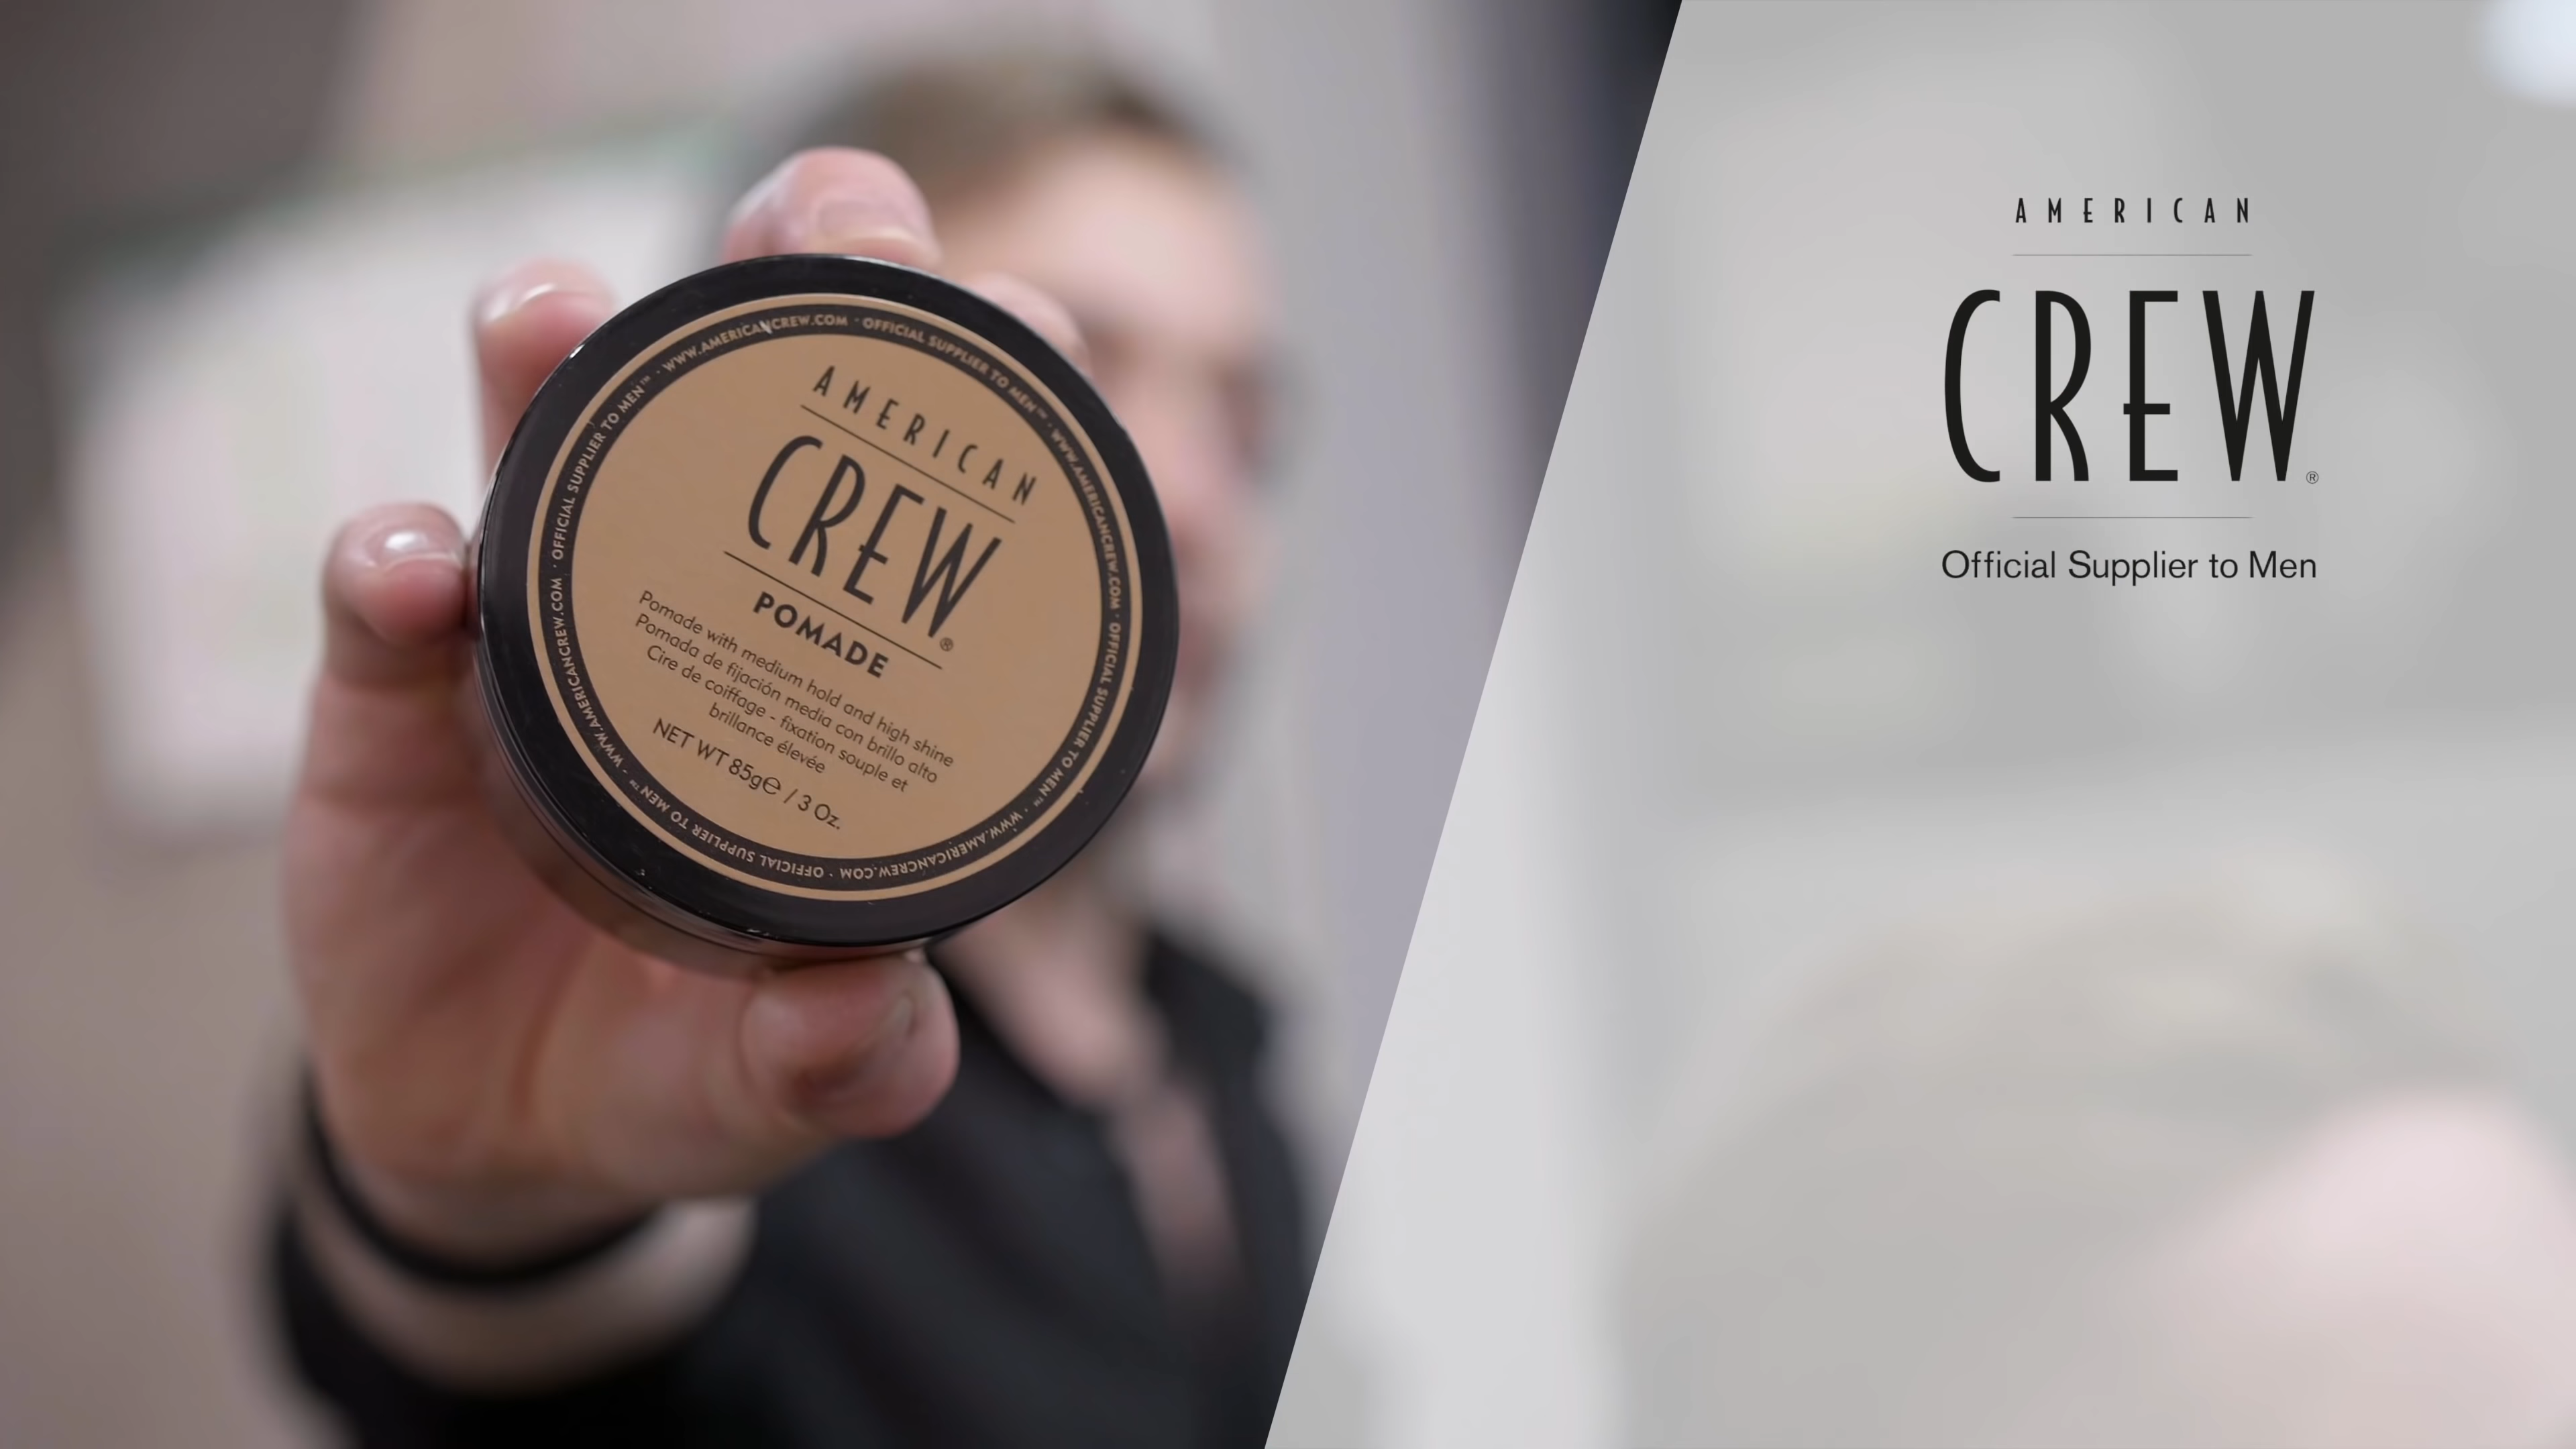 WWW.AMERICANCREW.COM · OFFICIAL SUPPLIER TO MEN™ · WWW.AMERICANCREW.COM · OFFICIAL SUPPLIER TO MEN™ · WWW.AMERICANCREW.COM · OFFICIAL SUPPLIER TO MEN™ · WWW.AMERICANCREW.COM · OFFICIAL SUPPLIER TO MEN™ ·
AMERICAN
CREW®
POMADE
Pomade with medium hold and high shine
Pomada de fijación media con brillo alto
Cire de coiffage - fixation souple et
brillance élevée
NET WT 85g℮ / 3 Oz.
AMERICAN
CREW®
Official Supplier to Men